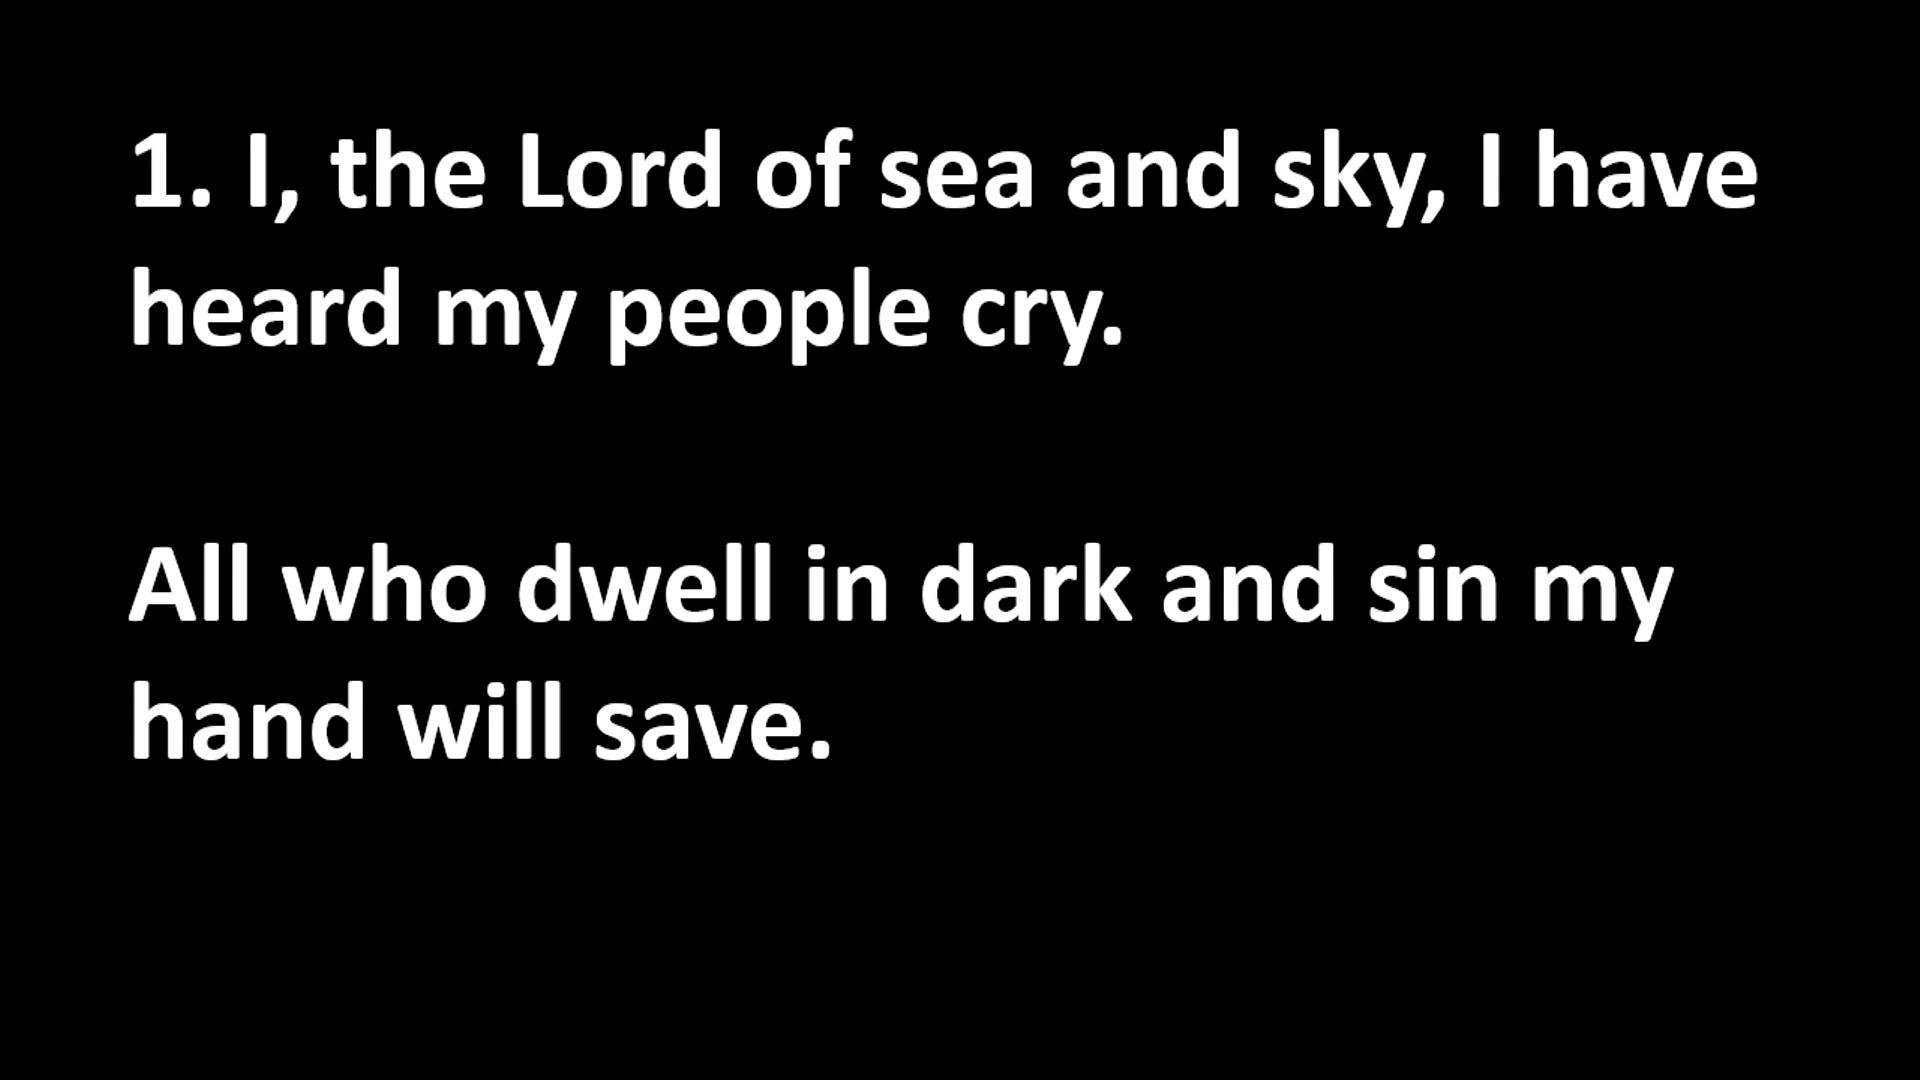 1. I, the Lord of sea and sky, I have
heard my people cry.
All who dwell in dark and sin my
hand will save.